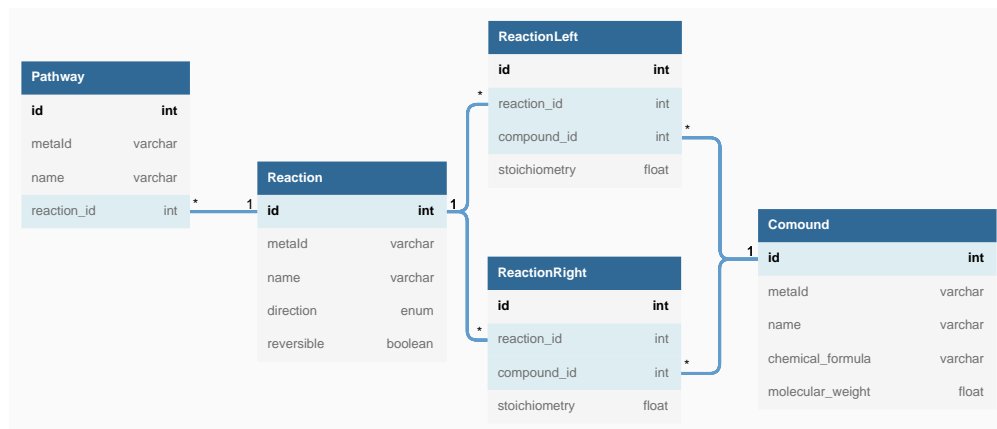 Pathway
id int
metaId varchar
name varchar
reaction_id int
*
1
Reaction
id int
metaId varchar
name varchar
direction enum
reversible boolean
1
*
*
ReactionLeft
id int
reaction_id int
compound_id int
stoichiometry float
*
ReactionRight
id int
reaction_id int
compound_id int
stoichiometry float
*
1
Comound
id int
metaId varchar
name varchar
chemical_formula varchar
molecular_weight float